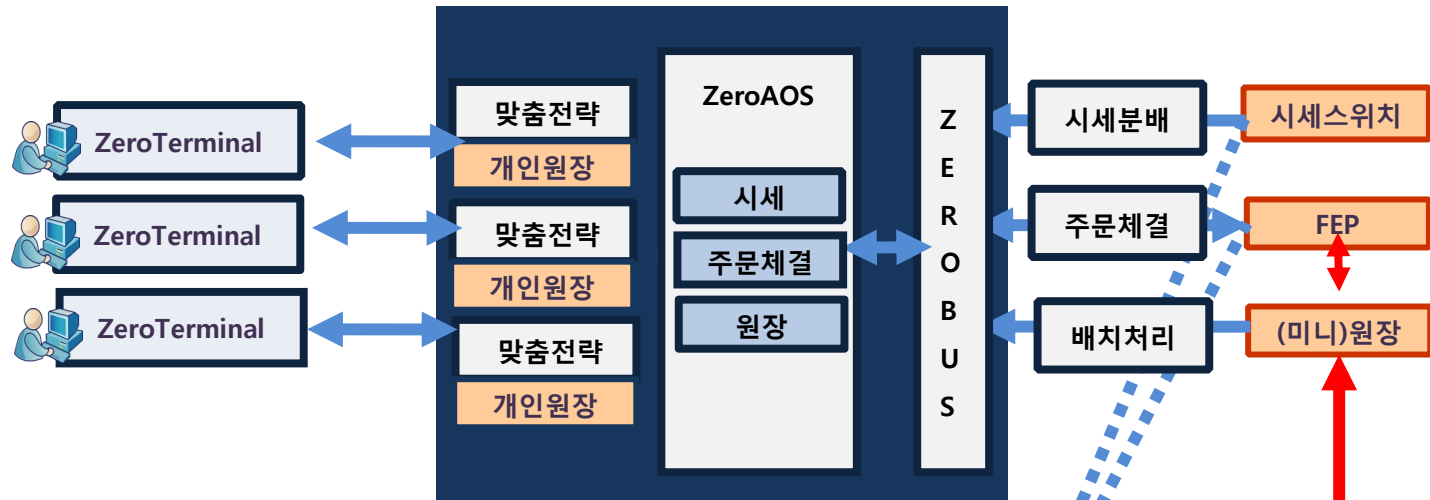 ZeroTerminal
ZeroTerminal
ZeroTerminal
맞춤전략
개인원장
맞춤전략
개인원장
맞춤전략
개인원장
ZeroAOS
시세
주문체결
원장
Z
E
R
O
B
U
S
시세분배
주문체결
배치처리
시세스위치
FEP
(미니)원장